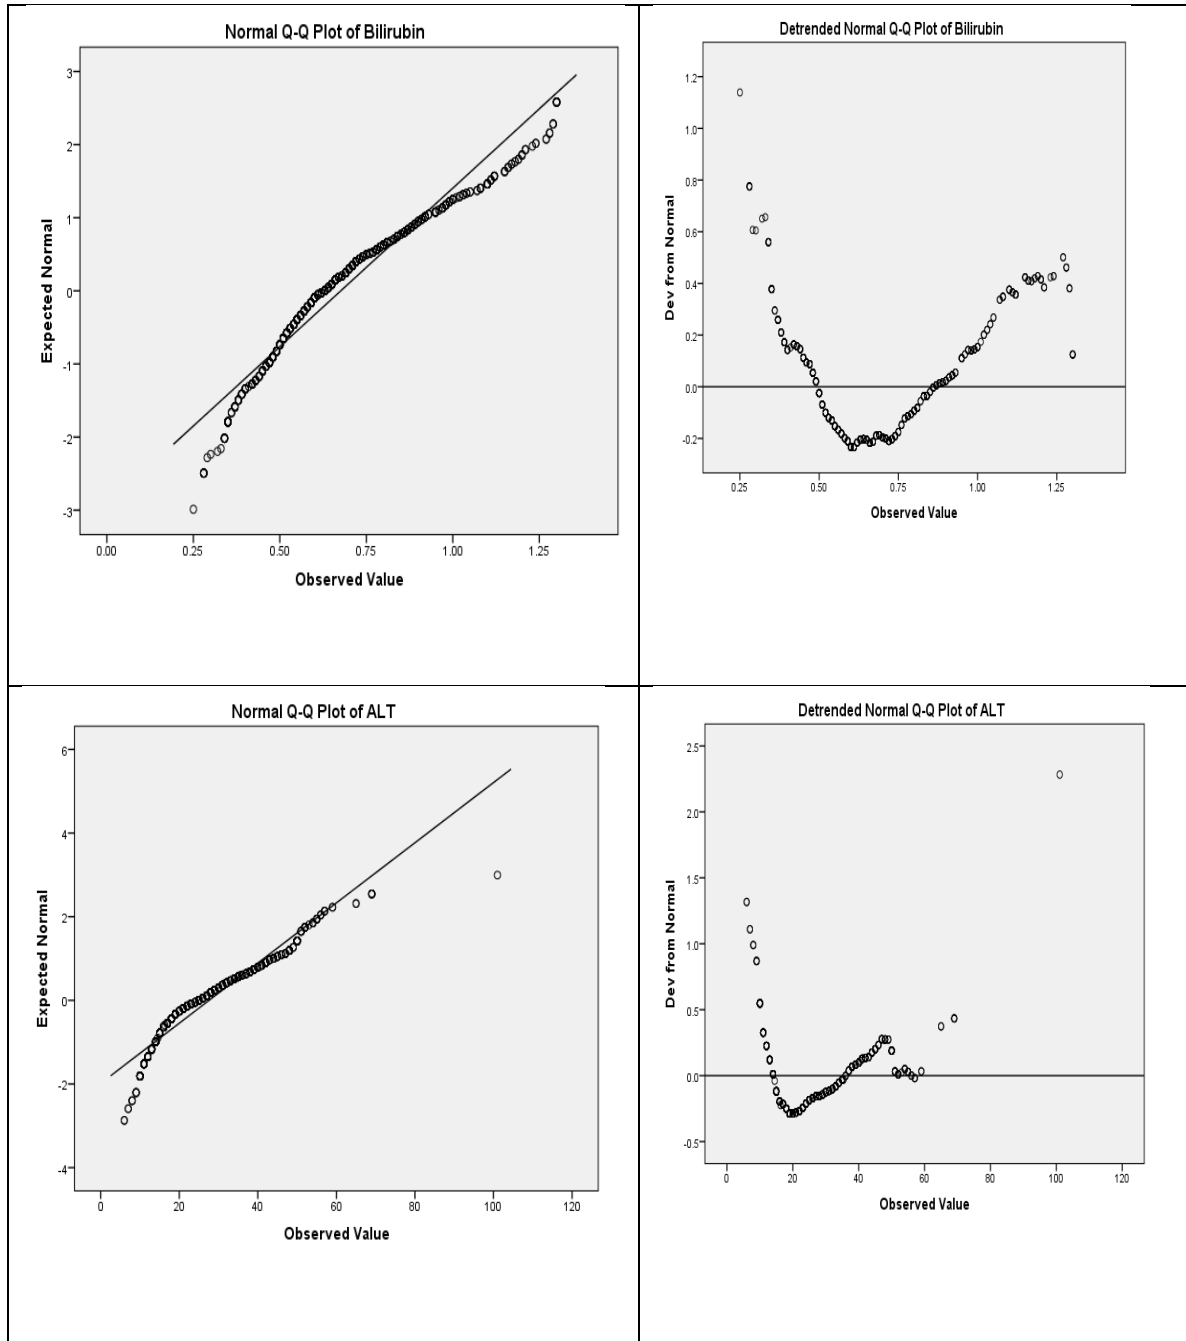 Normal Q-Q Plot of Bilirubin
Expected Normal
3
2
1
0
-1
-2
-3
0.00 0.25 0.50 0.75 1.00 1.25
Observed Value
Detrended Normal Q-Q Plot of Bilirubin
Dev from Normal
1.2
1.0
0.8
0.6
0.4
0.2
0.0
-0.2
0.25 0.50 0.75 1.00 1.25
Observed Value
Normal Q-Q Plot of ALT
Expected Normal
6
4
2
0
-2
-4
0 20 40 60 80 100 120
Observed Value
Detrended Normal Q-Q Plot of ALT
Dev from Normal
2.5
2.0
1.5
1.0
0.5
0.0
-0.5
0 20 40 60 80 100 120
Observed Value